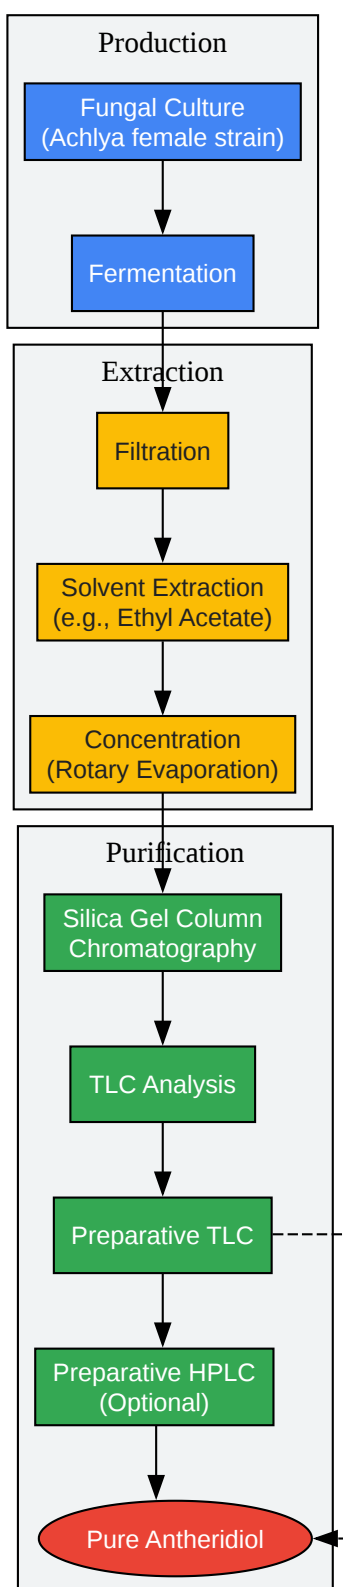 Production
Fungal Culture
(Achlya female strain)
Fermentation
Extraction
Filtration
Solvent Extraction
(e.g., Ethyl Acetate)
Concentration
(Rotary Evaporation)
Purification
Silica Gel Column
Chromatography
TLC Analysis
Preparative TLC
Preparative HPLC
(Optional)
Pure Antheridiol